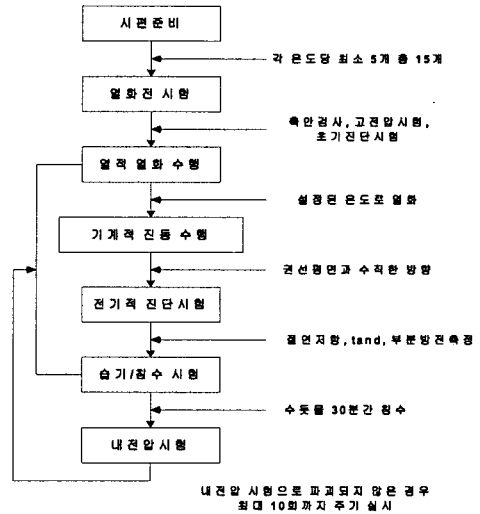 시편준비
각 온도당 최소 5개 총 15개
열화전 시험
육안검사, 고전압시험,
초기진단시험
열적 열화 수행
설정된 온도로 열화
기계적 진동 수행
권선평면과 수직한 방향
전기적 진단시험
절연저항, tand, 부분방전측정
습기/침수 시험
수돗물 30분간 침수
내전압시험
내전압 시험으로 파괴되지 않은 경우
최대 10회까지 주기 실시